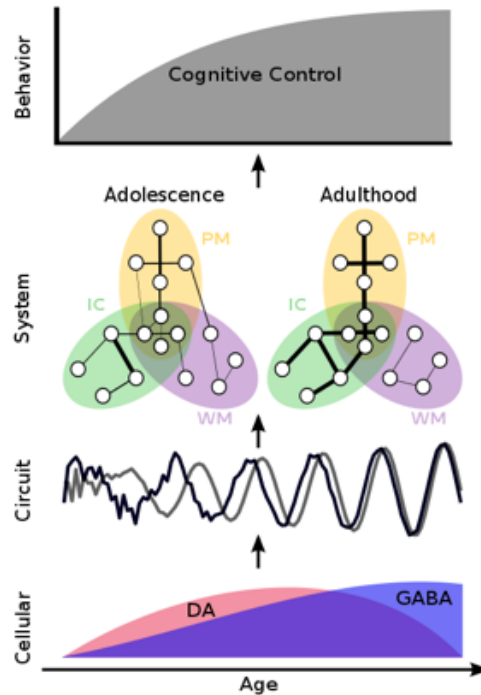 Behavior
Cognitive Control
Adolescence
Adulthood
System
PM
IC
WM
PM
IC
WM
Circuit
Cellular
DA
GABA
Age